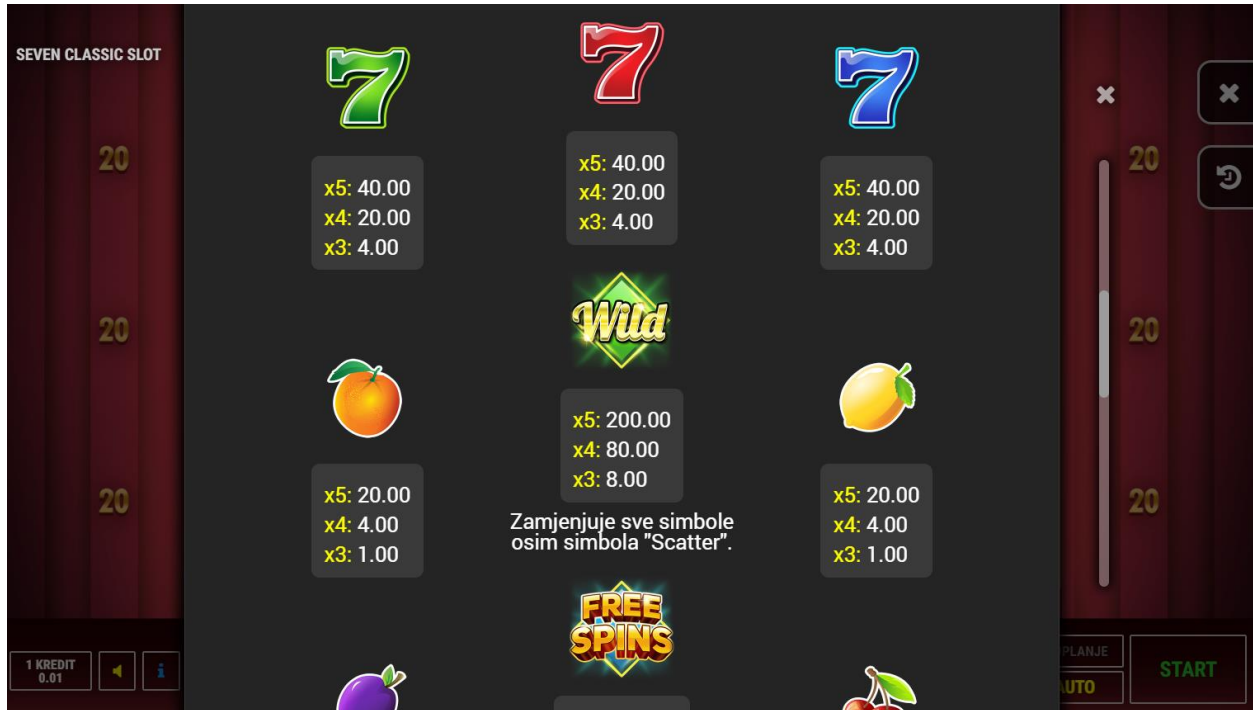 SEVEN CLASSIC SLOT
7
7
7
x5: 40.00
x4: 20.00
x3: 4.00
x5: 40.00
x4: 20.00
x3: 4.00
x5: 40.00
x4: 20.00
x3: 4.00
20
20
20
20
20
20
Wild
x5: 200.00
x4: 80.00
x3: 8.00
Zamjenjuje sve simbole
osim simbola "Scatter".
x5: 20.00
x4: 4.00
x3: 1.00
x5: 20.00
x4: 4.00
x3: 1.00
FREE
SPINS
1 KREDIT
0.01
i
START